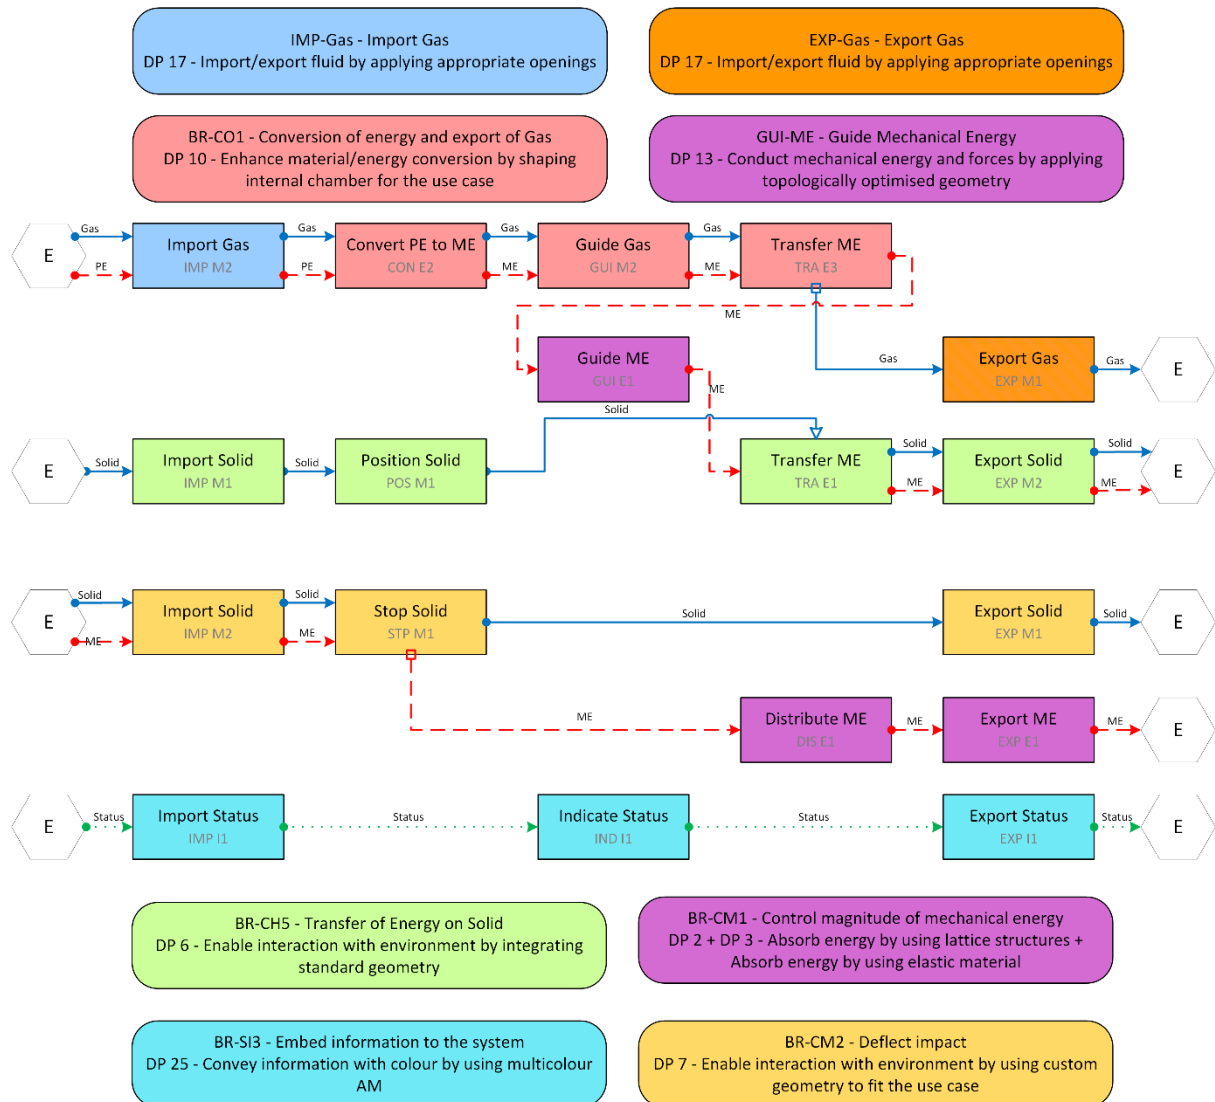 IMP-Gas - Import Gas
DP 17 - Import/export fluid by applying appropriate openings
EXP-Gas - Export Gas
DP 17 - Import/export fluid by applying appropriate openings
BR-CO1 - Conversion of energy and export of Gas
DP 10 - Enhance material/energy conversion by shaping
internal chamber for the use case
GUI-ME - Guide Mechanical Energy
DP 13 - Conduct mechanical energy and forces by applying
topologically optimised geometry
E
Gas
PE
Import Gas
IMP M2
Gas
PE
Convert PE to ME
CON E2
Gas
ME
Guide Gas
GUI M2
Gas
ME
Transfer ME
TRA E3
ME
Guide ME
GUI E1
ME
Gas
Export Gas
EXP M1
Gas
E
E
Solid
Import Solid
IMP M1
Solid
Position Solid
POS M1
Solid
Transfer ME
TRA E1
Solid
ME
Export Solid
EXP M2
Solid
ME
E
E
Solid
ME
Import Solid
IMP M2
Solid
ME
Stop Solid
STP M1
Solid
Export Solid
EXP M1
Solid
E
ME
Distribute ME
DIS E1
ME
Export ME
EXP E1
ME
E
E
Status
Import Status
IMP I1
Status
Indicate Status
IND I1
Status
Export Status
EXP I1
Status
E
BR-CH5 - Transfer of Energy on Solid
DP 6 - Enable interaction with environment by integrating
standard geometry
BR-CM1 - Control magnitude of mechanical energy
DP 2 + DP 3 - Absorb energy by using lattice structures +
Absorb energy by using elastic material
BR-SI3 - Embed information to the system
DP 25 - Convey information with colour by using multicolour
AM
BR-CM2 - Deflect impact
DP 7 - Enable interaction with environment by using custom
geometry to fit the use case